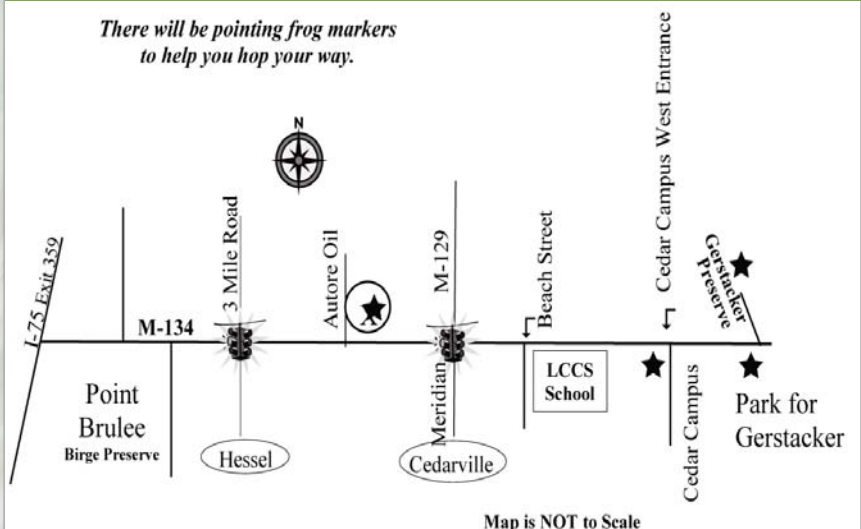 There will be pointing frog markers
to help you hop your way.
N
I-75 Exit 359
M-134
3 Mile Road
Autore Oil
X
M-129
Meridian
Beach Street
Cedar Campus West Entrance
Gerstacker
Preserve
Point
Brulee
Birge Preserve
Hessel
Cedarville
LCCS
School
Cedar Campus
Park for
Gerstacker
Map is NOT to Scale